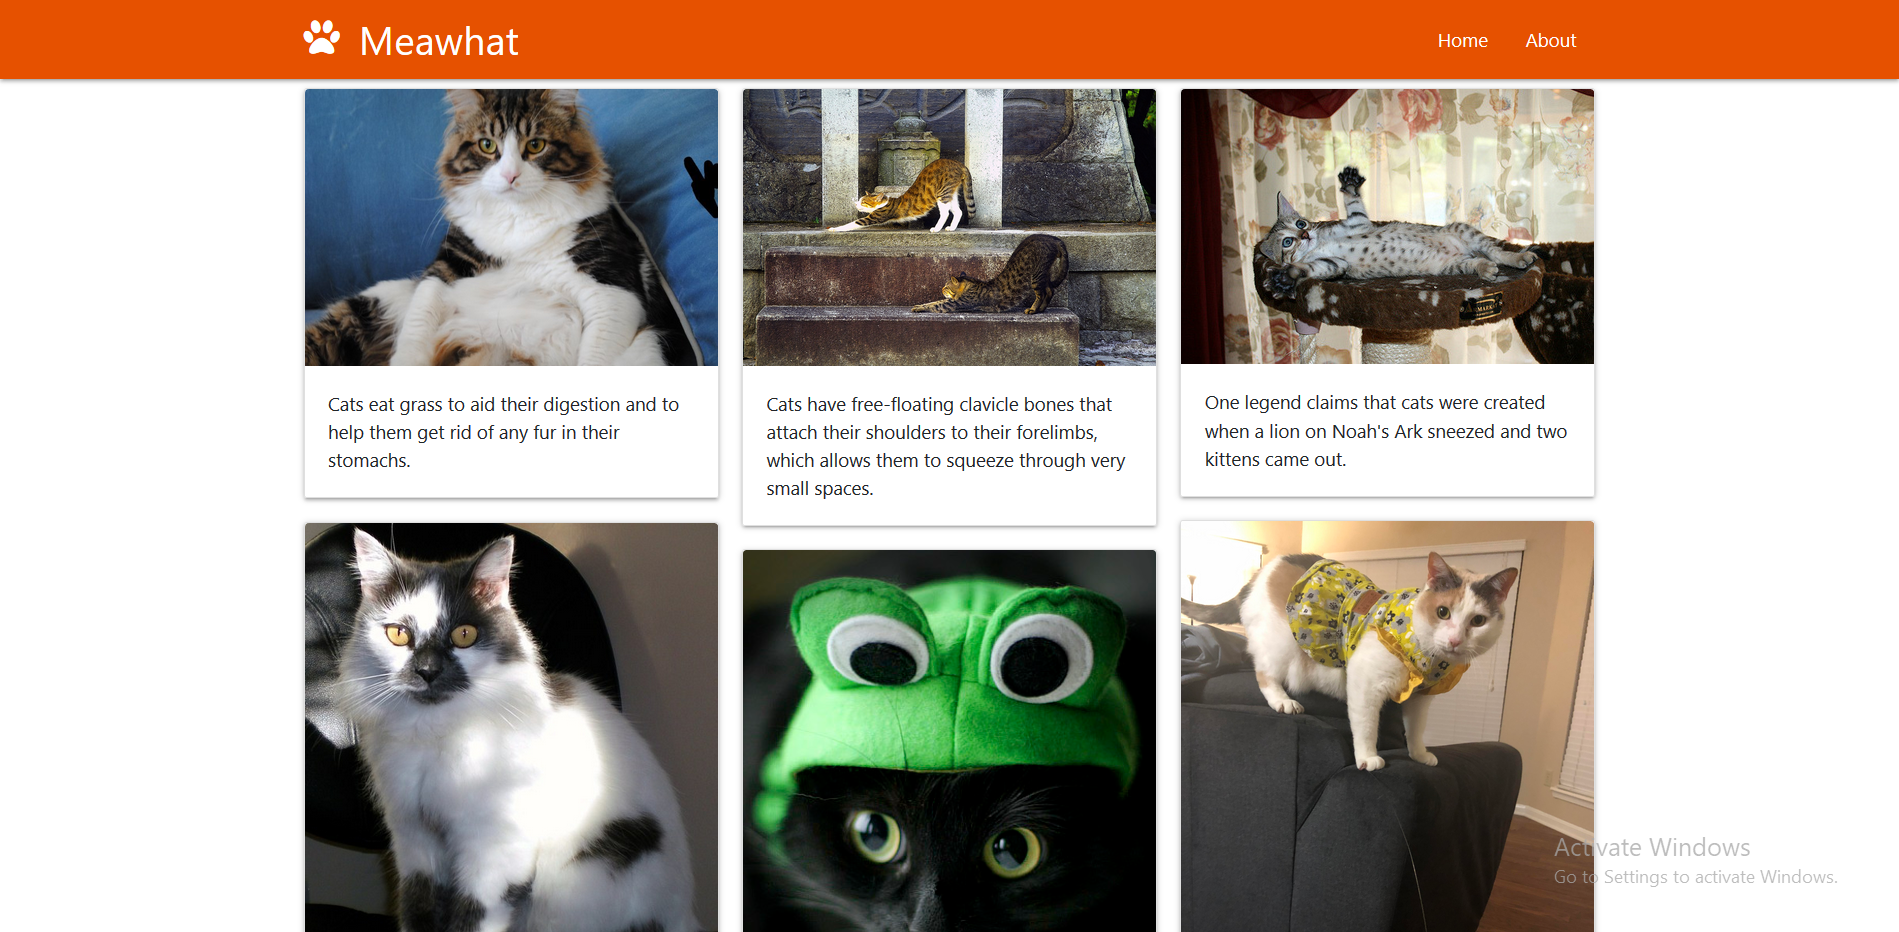 Meawhat
Home
About
Cats eat grass to aid their digestion and to
help them get rid of any fur in their
stomachs.
Cats have free-floating clavicle bones that
attach their shoulders to their forelimbs,
which allows them to squeeze through very
small spaces.
One legend claims that cats were created
when a lion on Noah's Ark sneezed and two
kittens came out.
Activate Windows
Go to Settings to activate Windows.